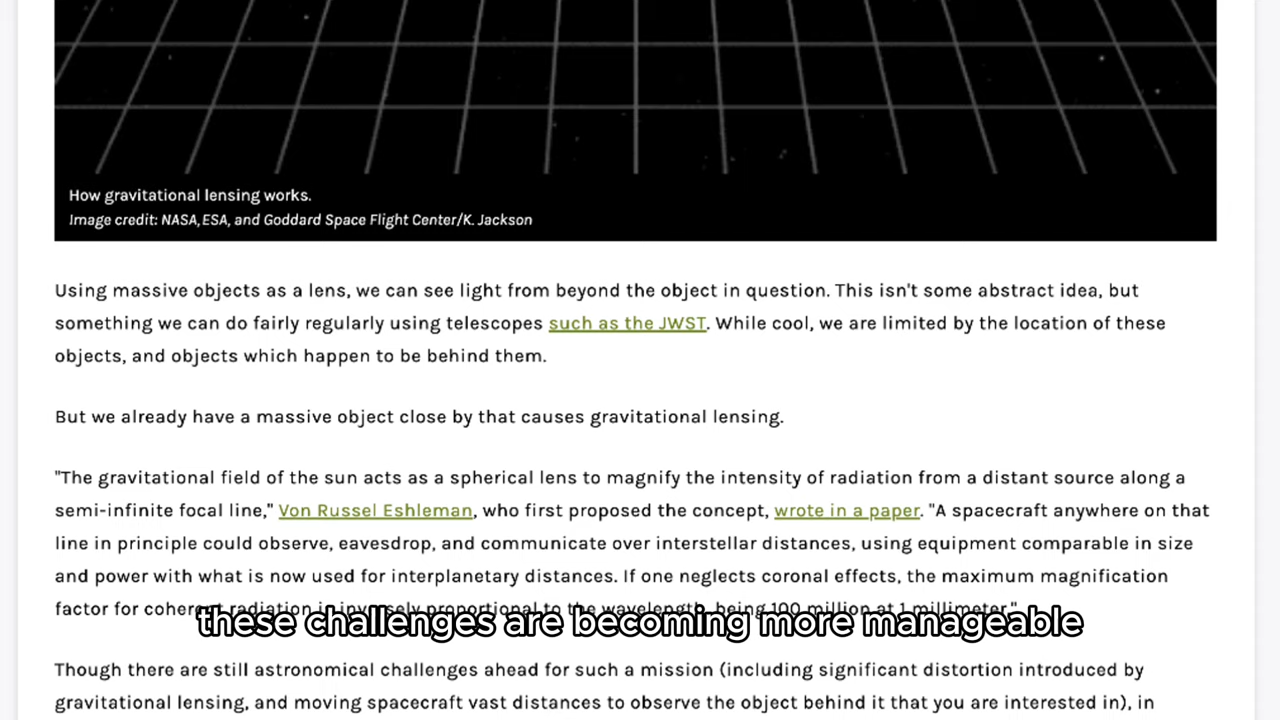 How gravitational lensing works.
Image credit: NASA, ESA, and Goddard Space Flight Center/K. Jackson
Using massive objects as a lens, we can see light from beyond the object in question. This isn't some abstract idea, but
something we can do fairly regularly using telescopes such as the JWST. While cool, we are limited by the location of these
objects, and objects which happen to be behind them.
But we already have a massive object close by that causes gravitational lensing.
"The gravitational field of the sun acts as a spherical lens to magnify the intensity of radiation from a distant source along a
semi-infinite focal line," Von Russel Eshleman, who first proposed the concept, wrote in a paper. "A spacecraft anywhere on that
line in principle could observe, eavesdrop, and communicate over interstellar distances, using equipment comparable in size
and power with what is now used for interplanetary distances. If one neglects coronal effects, the maximum magnification
factor for coherent radiation is inversely proportional to the wavelength, being 100 million at 1 millimeter."
these challenges are becoming more manageable
Though there are still astronomical challenges ahead for such a mission (including significant distortion introduced by
gravitational lensing, and moving spacecraft vast distances to observe the object behind it that you are interested in), in